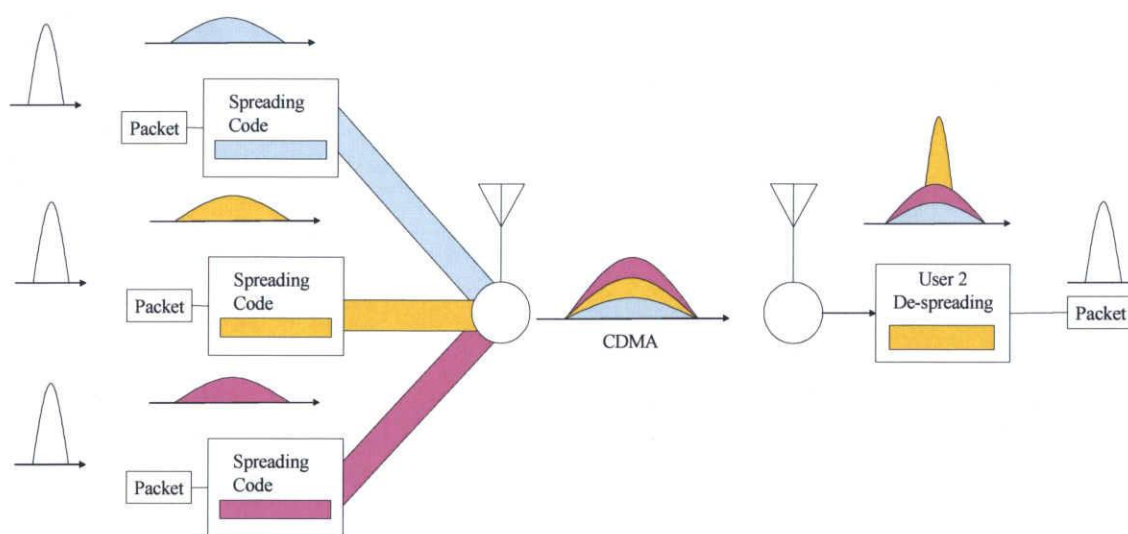 Packet
Spreading
Code
Packet
Spreading
Code
Packet
Spreading
Code
CDMA
User 2
De-spreading
Packet